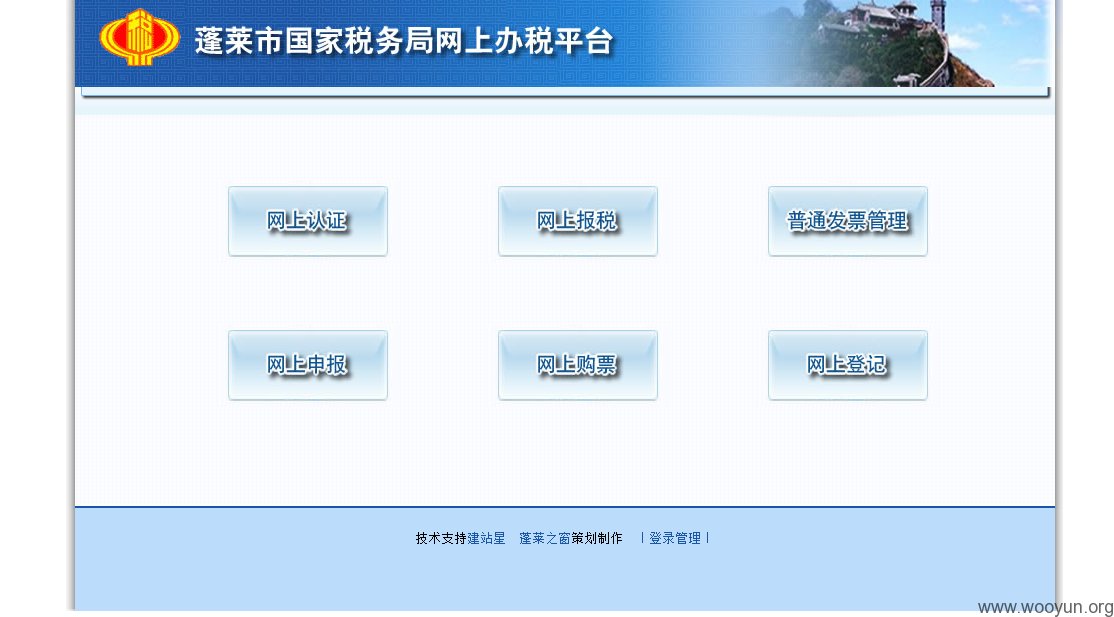 蓬莱市国家税务局网上办税平台
网上认证 网上报税 普通发票管理
网上申报 网上购票 网上登记
技术支持建站星 蓬莱之窗策划制作 | 登录管理 |
www.wooyun.org